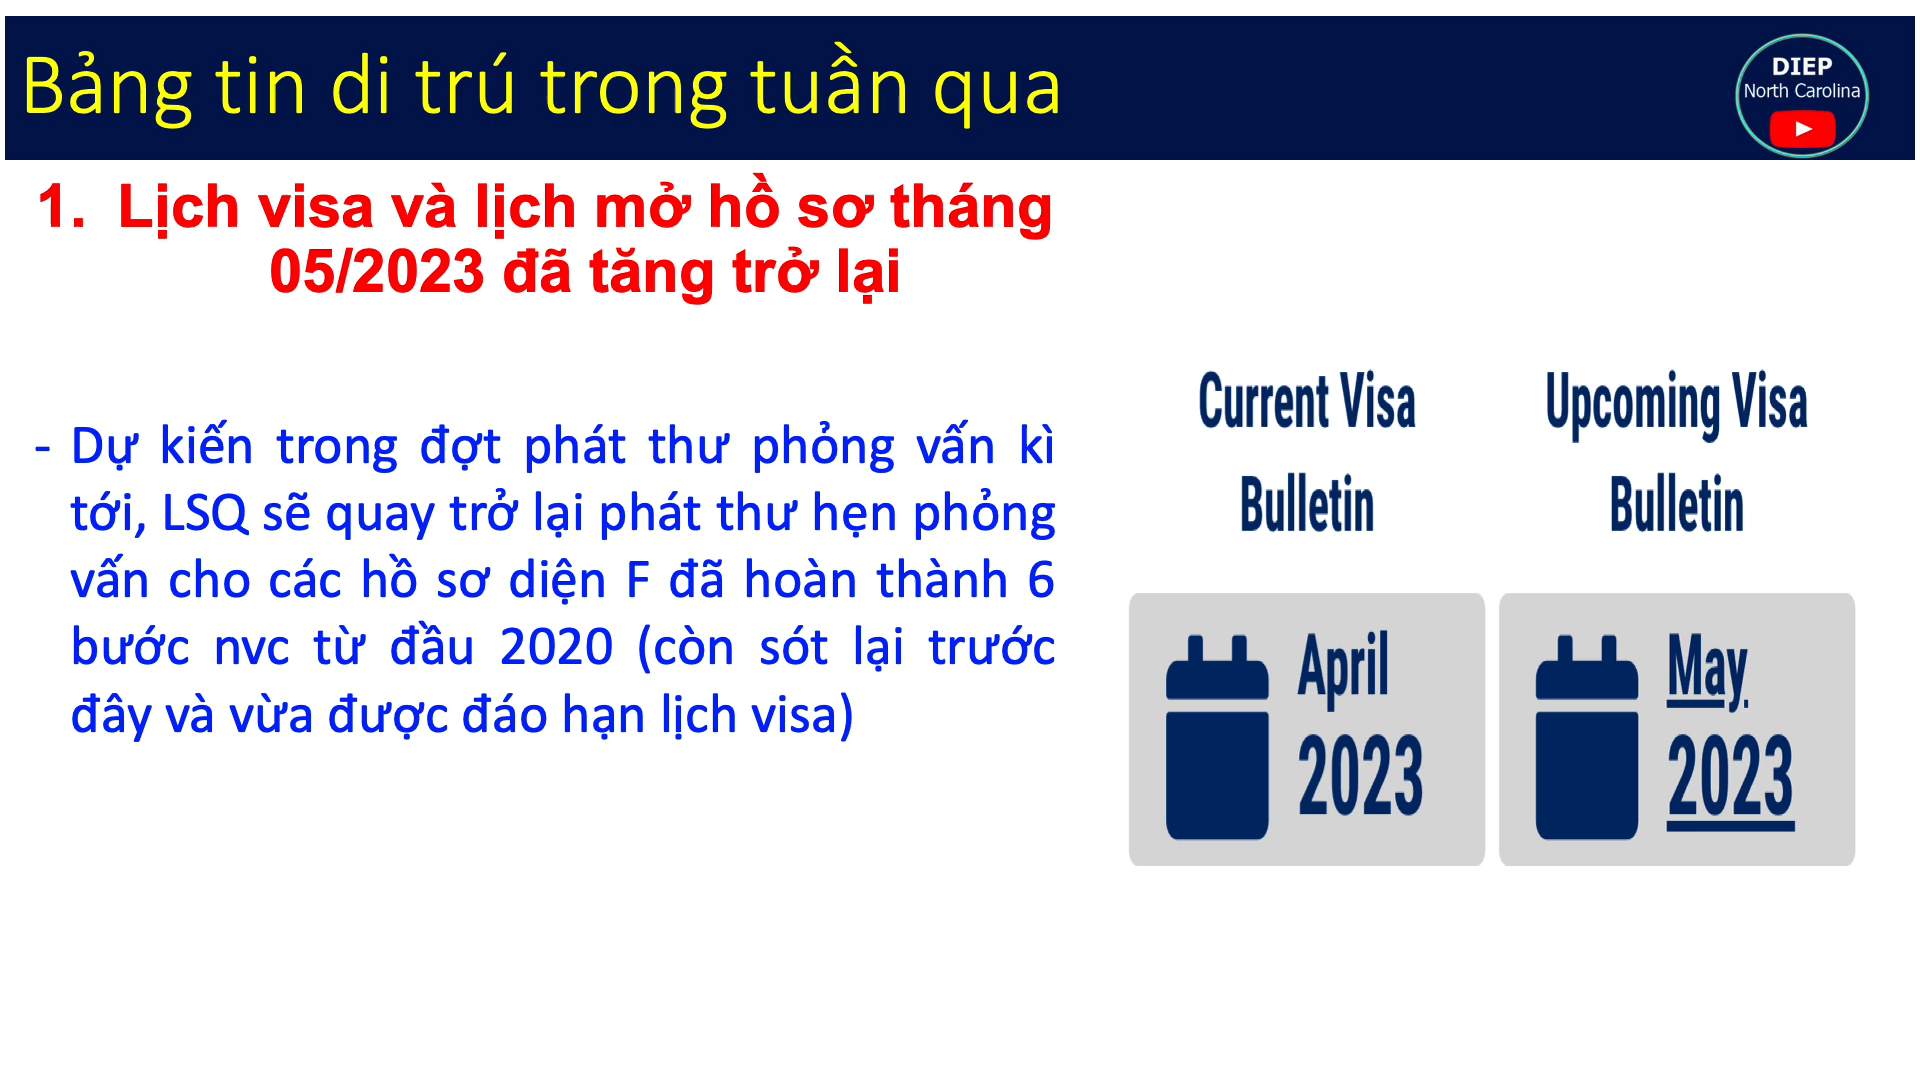 Bảng tin di trú trong tuần qua
DIEP
North Carolina
1. Lịch visa và lịch mở hồ sơ tháng
05/2023 đã tăng trở lại
- Dự kiến trong đợt phát thư phỏng vấn kì
tới, LSQ sẽ quay trở lại phát thư hẹn phỏng
vấn cho các hồ sơ diện F đã hoàn thành 6
bước nvc từ đầu 2020 (còn sót lại trước
đây và vừa được đáo hạn lịch visa)
Current Visa
Bulletin
April
2023
Upcoming Visa
Bulletin
May
2023